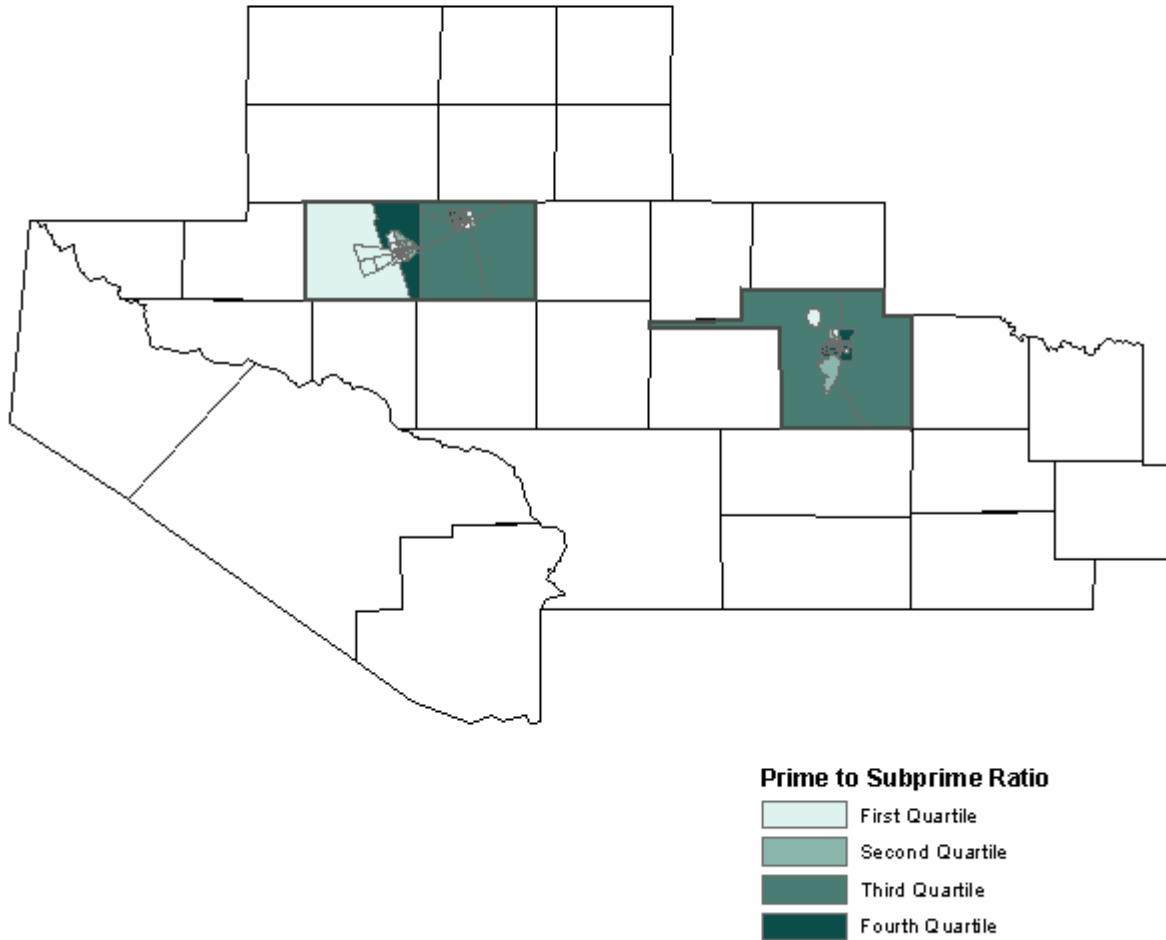 Prime to Subprime Ratio
First Quartile
Second Quartile
Third Quartile
Fourth Quartile